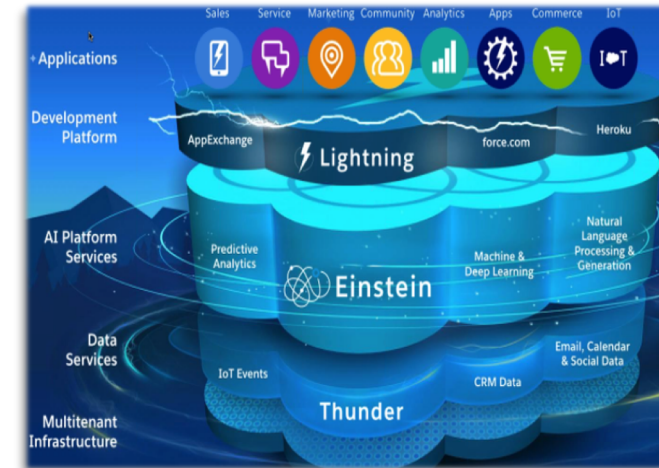 Sales Service Marketing Community Analytics Apps Commerce IoT
+ Applications
I T
Development
Platform
AppExchange
Lightning
force.com
Heroku
AI Platform
Services
Predictive
Analytics
Einstein
Machine &
Deep Learning
Natural
Language
Processing &
Generation
Data
Services
IoT Events
Thunder
CRM Data
Email, Calendar
& Social Data
Multitenant
Infrastructure